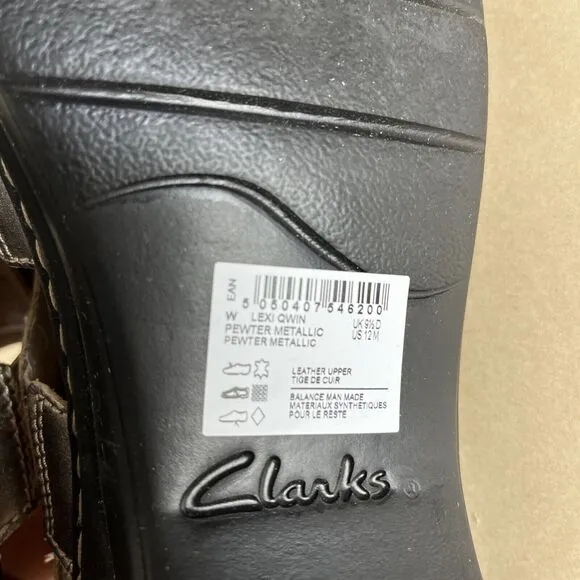 EAN
5 050407 546200
W LEXI QWIN UK 9½ D
PEWTER METALLIC US 12 M
PEWTER METALLIC
LEATHER UPPER
TIGE DE CUIR
BALANCE MAN MADE
MATERIAUX SYNTHETIQUES
POUR LE RESTE
Clarks